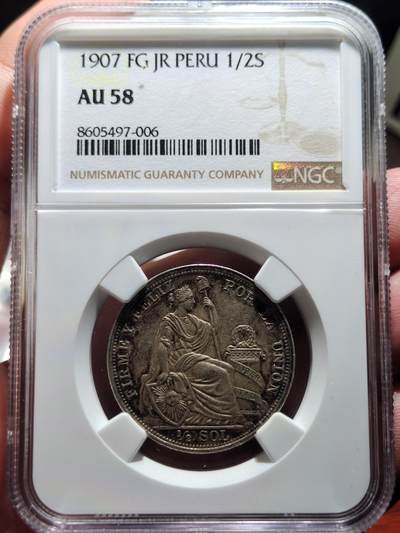 1907 FG JR PERU 1/2S
AU 58
8605497-006
NUMISMATIC GUARANTY COMPANY
NGC
FIRME Y FELIZ POR LA UNION
½ SOL